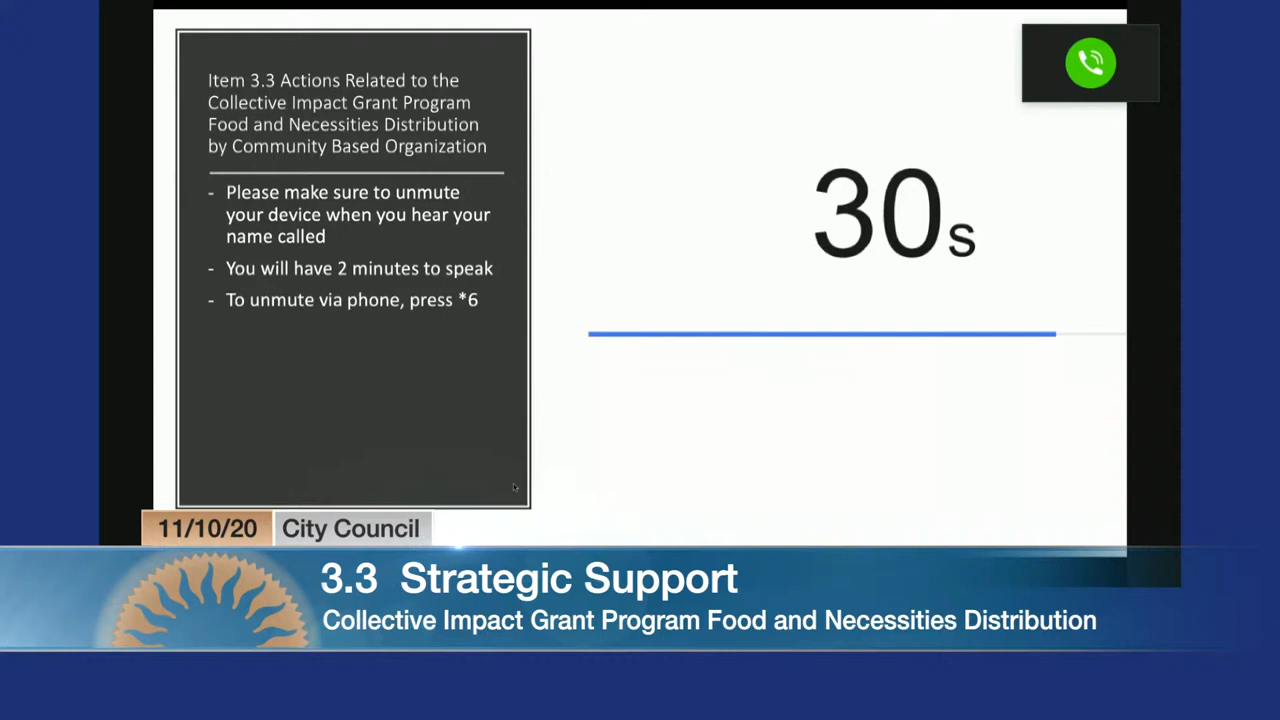 Item 3.3 Actions Related to the
Collective Impact Grant Program
Food and Necessities Distribution
by Community Based Organization
- Please make sure to unmute
your device when you hear your
name called
- You will have 2 minutes to speak
- To unmute via phone, press *6
30s
11/10/20 City Council
3.3 Strategic Support
Collective Impact Grant Program Food and Necessities Distribution